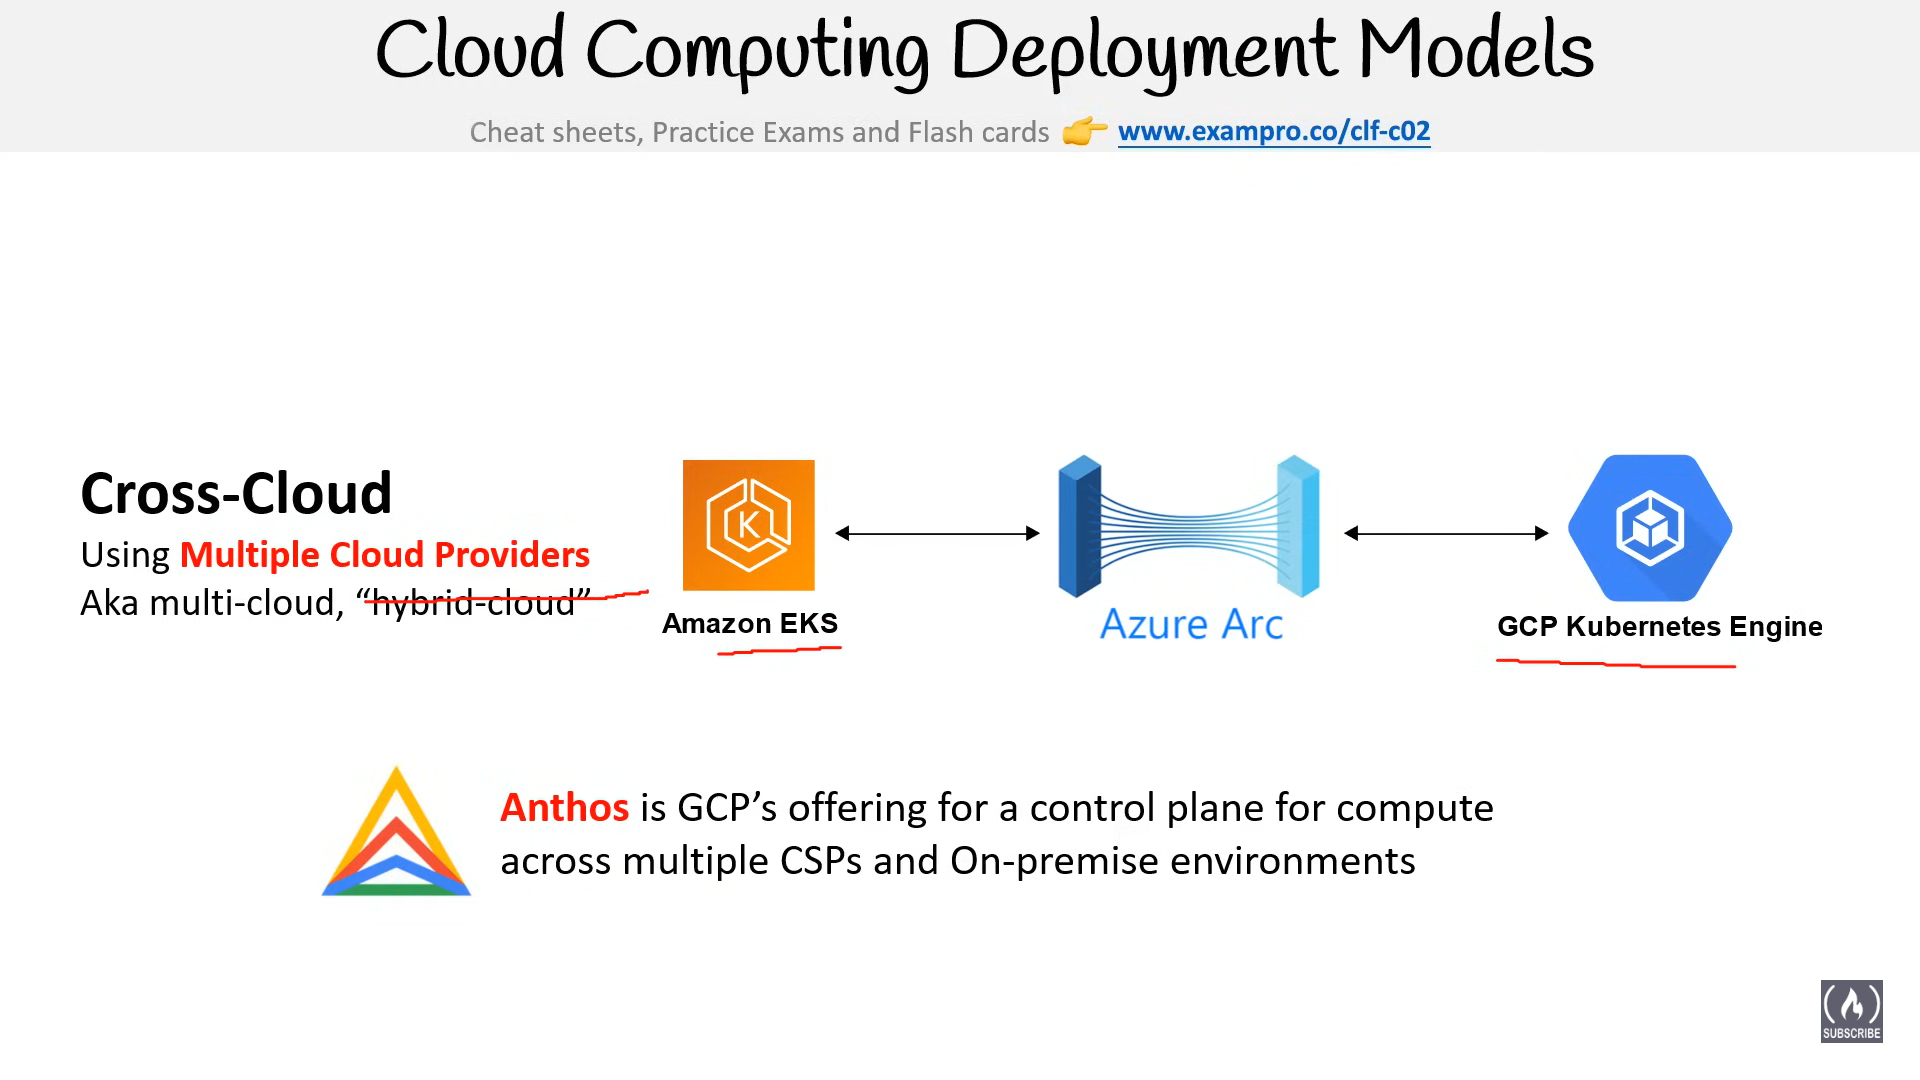 Cloud Computing Deployment Models
Cheat sheets, Practice Exams and Flash cards 👉 www.exampro.co/clf-c02
Cross-Cloud
Using Multiple Cloud Providers
Aka multi-cloud, “hybrid-cloud”
K
Amazon EKS
Azure Arc
GCP Kubernetes Engine
Anthos is GCP’s offering for a control plane for compute
across multiple CSPs and On-premise environments
SUBSCRIBE